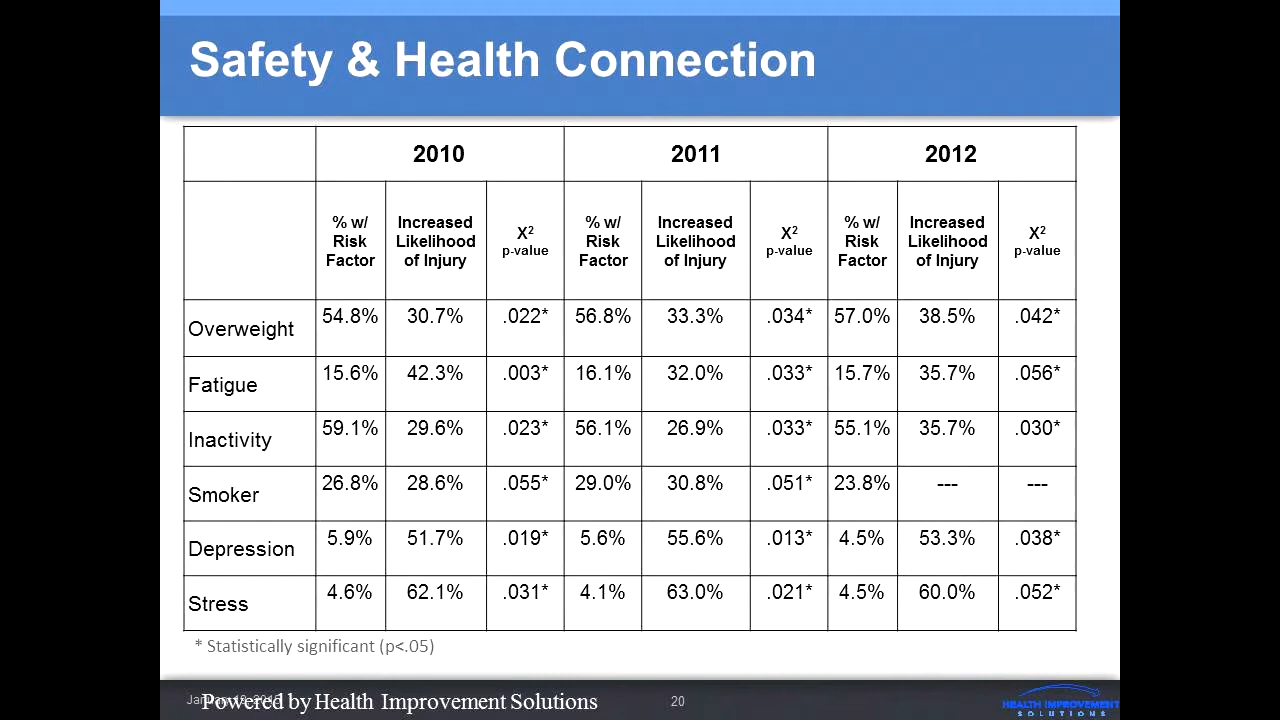 Safety & Health Connection
2010 2011 2012
% w/ Risk Factor Increased Likelihood of Injury X² p-value % w/ Risk Factor Increased Likelihood of Injury X² p-value % w/ Risk Factor Increased Likelihood of Injury X² p-value
Overweight 54.8% 30.7% .022* 56.8% 33.3% .034* 57.0% 38.5% .042*
Fatigue 15.6% 42.3% .003* 16.1% 32.0% .033* 15.7% 35.7% .056*
Inactivity 59.1% 29.6% .023* 56.1% 26.9% .033* 55.1% 35.7% .030*
Smoker 26.8% 28.6% .055* 29.0% 30.8% .051* 23.8% --- ---
Depression 5.9% 51.7% .019* 5.6% 55.6% .013* 4.5% 53.3% .038*
Stress 4.6% 62.1% .031* 4.1% 63.0% .021* 4.5% 60.0% .052*
* Statistically significant (p<.05)
Powered by Health Improvement Solutions
20
HEALTH IMPROVEMENT
SOLUTIONS